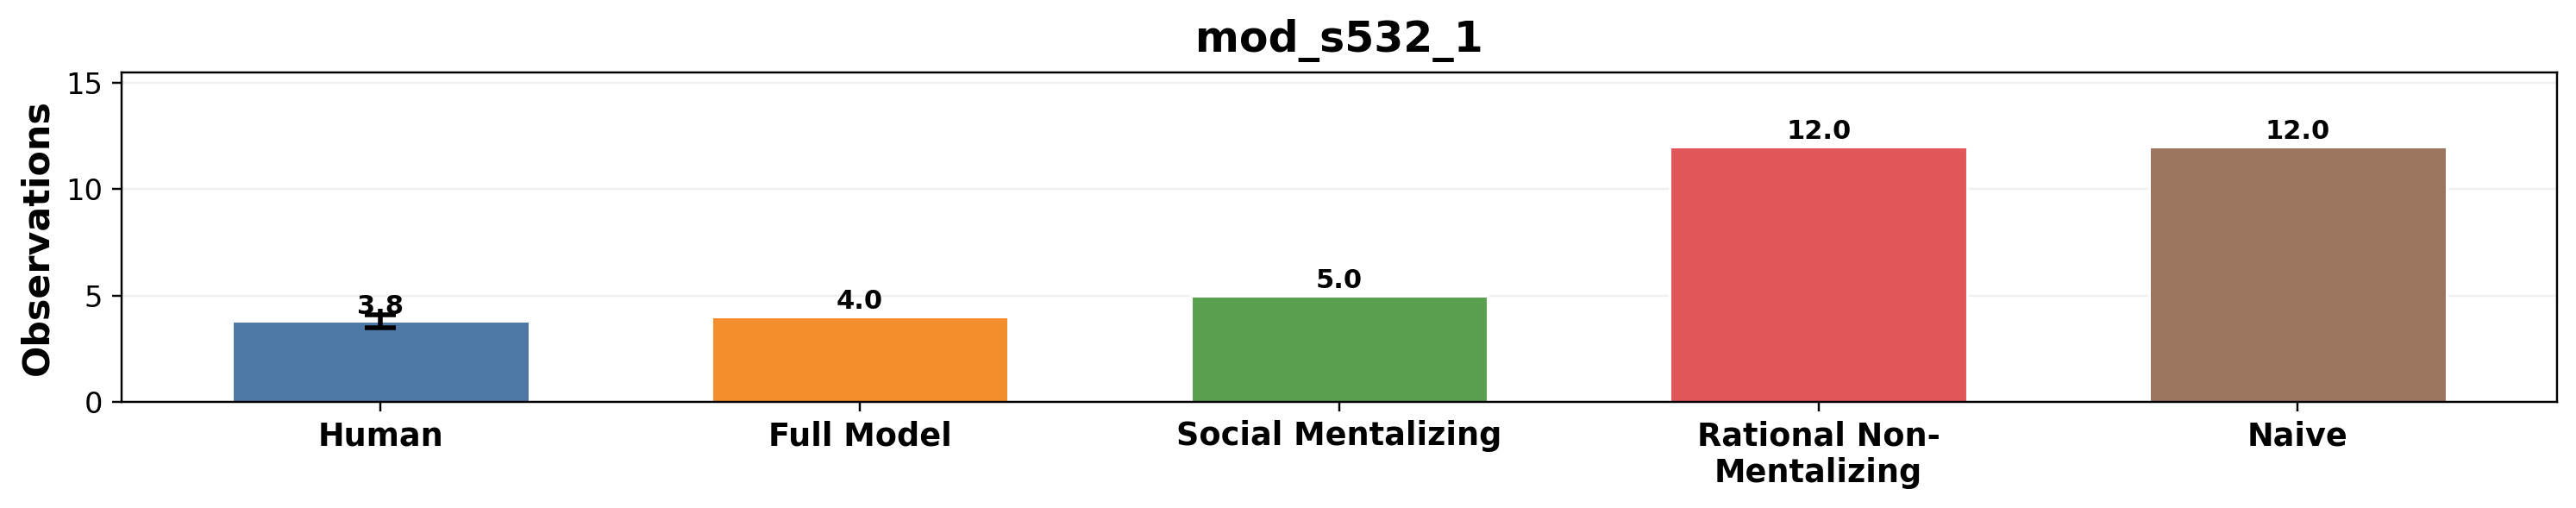 mod_s532_1
Observations
15
10
5
0
3.8
4.0
5.0
12.0
12.0
Human
Full Model
Social Mentalizing
Rational Non-
Mentalizing
Naive